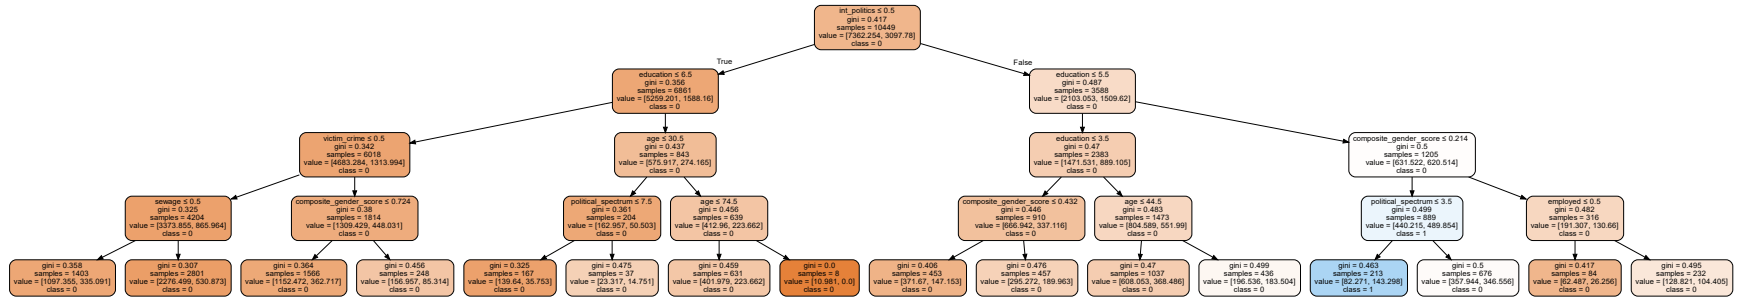 int_politics ≤ 0.5
gini = 0.417
samples = 10449
value = [7362.254, 3097.78]
class = 0
True
False
education ≤ 6.5
gini = 0.356
samples = 6861
value = [5259.201, 1588.16]
class = 0
education ≤ 5.5
gini = 0.487
samples = 3588
value = [2103.053, 1509.62]
class = 0
victim_crime ≤ 0.5
gini = 0.342
samples = 6018
value = [4683.284, 1313.994]
class = 0
age ≤ 30.5
gini = 0.437
samples = 843
value = [575.917, 274.165]
class = 0
education ≤ 3.5
gini = 0.47
samples = 2383
value = [1471.531, 889.105]
class = 0
composite_gender_score ≤ 0.214
gini = 0.5
samples = 1205
value = [631.522, 620.514]
class = 0
sewage ≤ 0.5
gini = 0.325
samples = 4204
value = [3373.855, 865.964]
class = 0
composite_gender_score ≤ 0.724
gini = 0.38
samples = 1814
value = [1309.429, 448.031]
class = 0
political_spectrum ≤ 7.5
gini = 0.361
samples = 204
value = [162.957, 50.503]
class = 0
age ≤ 74.5
gini = 0.456
samples = 639
value = [412.96, 223.662]
class = 0
composite_gender_score ≤ 0.432
gini = 0.446
samples = 910
value = [666.942, 337.116]
class = 0
age ≤ 44.5
gini = 0.483
samples = 1473
value = [804.589, 551.99]
class = 0
political_spectrum ≤ 3.5
gini = 0.499
samples = 889
value = [440.215, 489.854]
class = 1
employed ≤ 0.5
gini = 0.482
samples = 316
value = [191.307, 130.66]
class = 0
gini = 0.358
samples = 1403
value = [1097.355, 335.091]
class = 0
gini = 0.307
samples = 2801
value = [2276.499, 530.873]
class = 0
gini = 0.364
samples = 1566
value = [1152.472, 362.717]
class = 0
gini = 0.456
samples = 248
value = [156.957, 85.314]
class = 0
gini = 0.325
samples = 167
value = [139.64, 35.753]
class = 0
gini = 0.475
samples = 37
value = [23.317, 14.751]
class = 0
gini = 0.459
samples = 631
value = [401.979, 223.662]
class = 0
gini = 0.0
samples = 8
value = [10.981, 0.0]
class = 0
gini = 0.406
samples = 453
value = [371.67, 147.153]
class = 0
gini = 0.476
samples = 457
value = [295.272, 189.963]
class = 0
gini = 0.47
samples = 1037
value = [608.053, 368.486]
class = 0
gini = 0.499
samples = 436
value = [196.536, 183.504]
class = 0
gini = 0.463
samples = 213
value = [82.271, 143.298]
class = 1
gini = 0.5
samples = 676
value = [357.944, 346.556]
class = 0
gini = 0.417
samples = 84
value = [62.487, 26.256]
class = 0
gini = 0.495
samples = 232
value = [128.821, 104.405]
class = 0